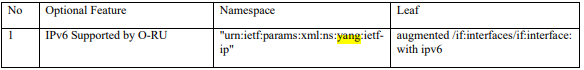 No Optional Feature Namespace Leaf
1 IPv6 Supported by O-RU "urn:ietf:params:xml:ns:yang:ietf- augmented /if:interfaces/if:interface:
ip" with ipv6